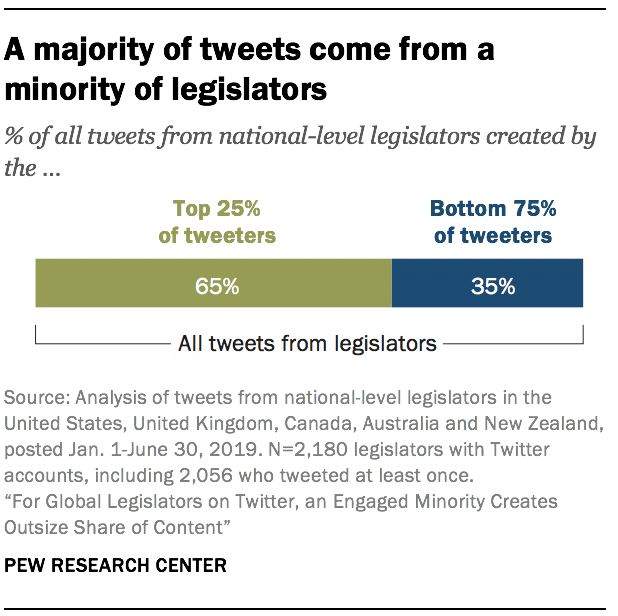 A majority of tweets come from a
minority of legislators
% of all tweets from national-level legislators created by
the ...
Top 25%
of tweeters
Bottom 75%
of tweeters
65%
35%
All tweets from legislators
Source: Analysis of tweets from national-level legislators in the
United States, United Kingdom, Canada, Australia and New Zealand,
posted Jan. 1-June 30, 2019. N=2,180 legislators with Twitter
accounts, including 2,056 who tweeted at least once.
“For Global Legislators on Twitter, an Engaged Minority Creates
Outsize Share of Content”
PEW RESEARCH CENTER